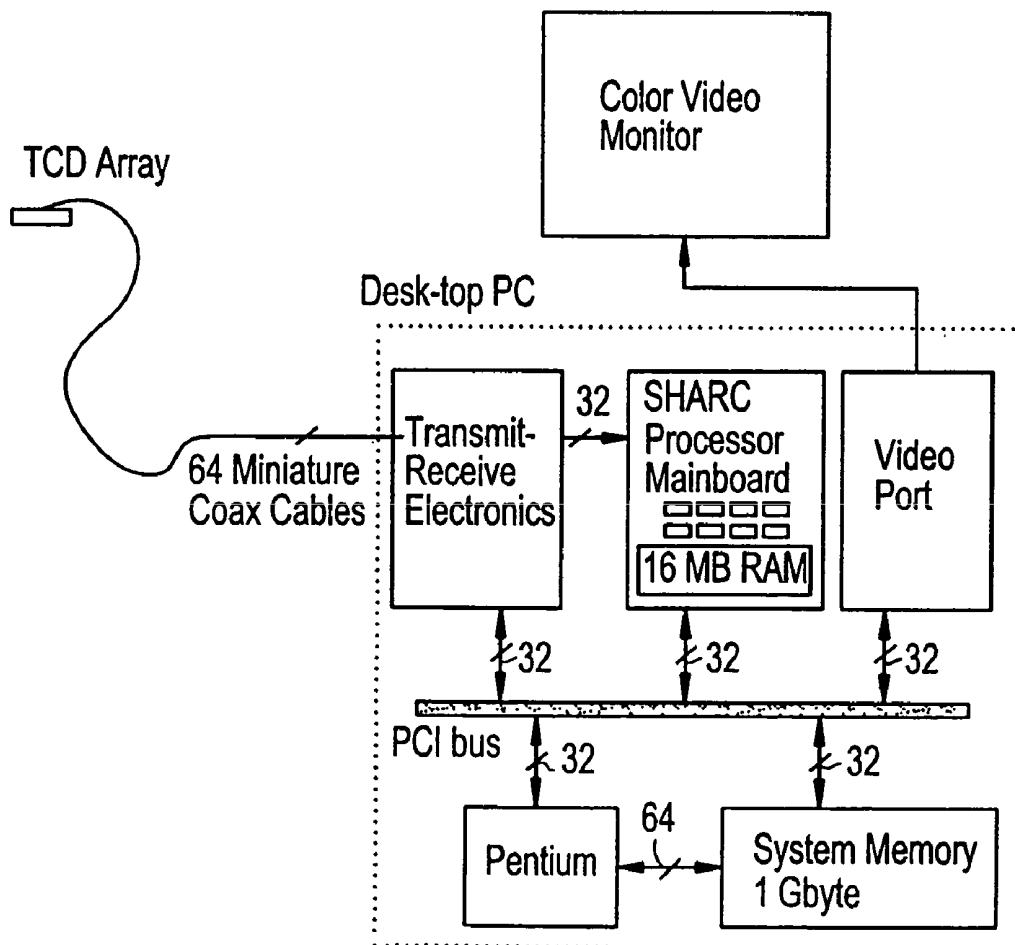 Color Video
Monitor
TCD Array
Desk-top PC
64 Miniature
Coax Cables
Transmit-
Receive
Electronics
32
SHARC
Processor
Mainboard
16 MB RAM
Video
Port
32
32
32
PCI bus
32
32
Pentium
64
System Memory
1 Gbyte